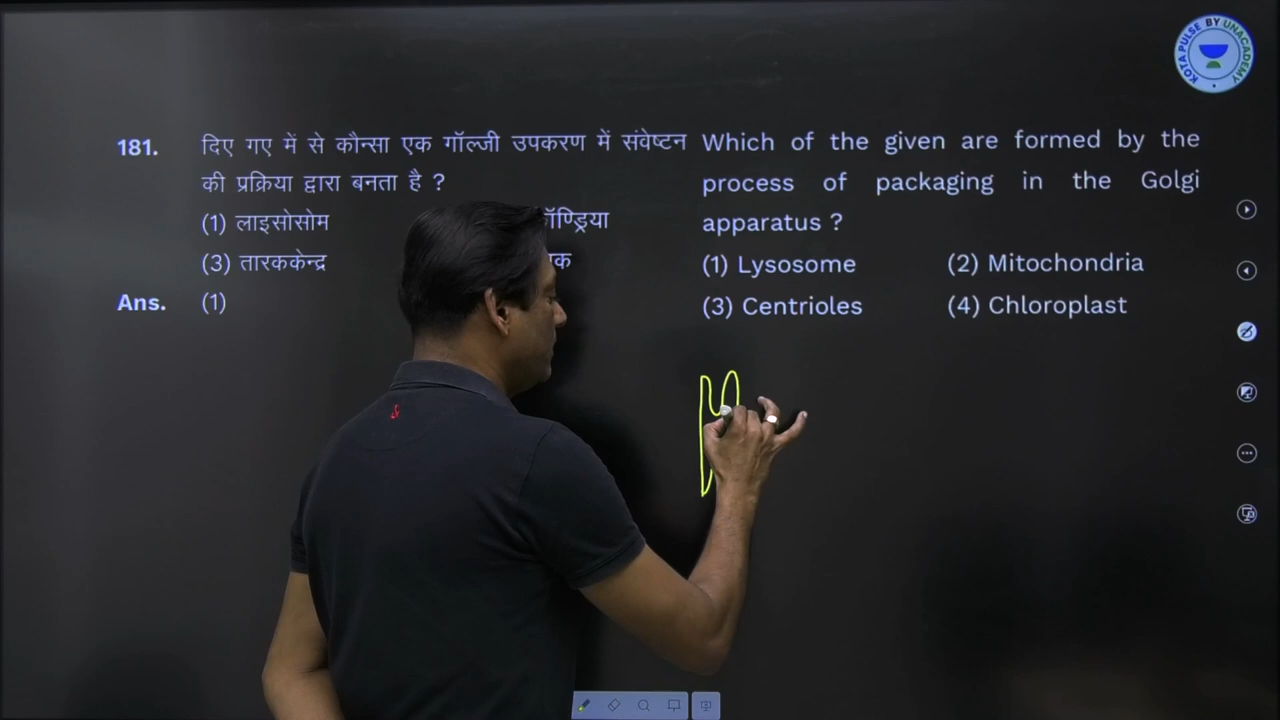 KOTA PULSE BY UNACADEMY
181. दिए गए में से कौन्सा एक गॉल्जी उपकरण में संवेष्टन
की प्रक्रिया द्वारा बनता है ?
(1) लाइसोसोम
(3) तारककेन्द्र
Ans. (1)
Which of the given are formed by the
process of packaging in the Golgi
apparatus ?
(1) Lysosome (2) Mitochondria
(3) Centrioles (4) Chloroplast